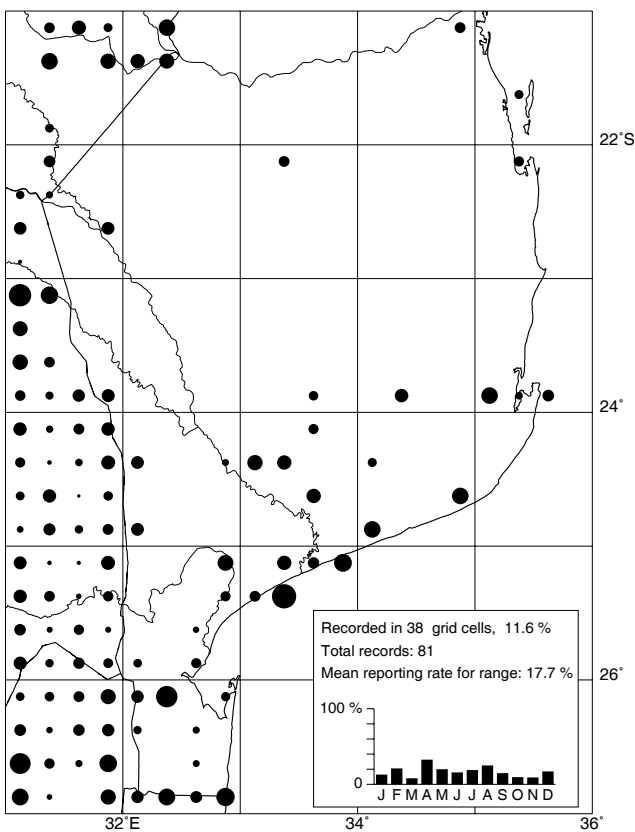 22˚S
24˚
Recorded in 38 grid cells, 11.6 %
Total records: 81
Mean reporting rate for range: 17.7 %
26˚
100 %
0
J F M A M J J A S O N D
32˚E
34˚
36˚